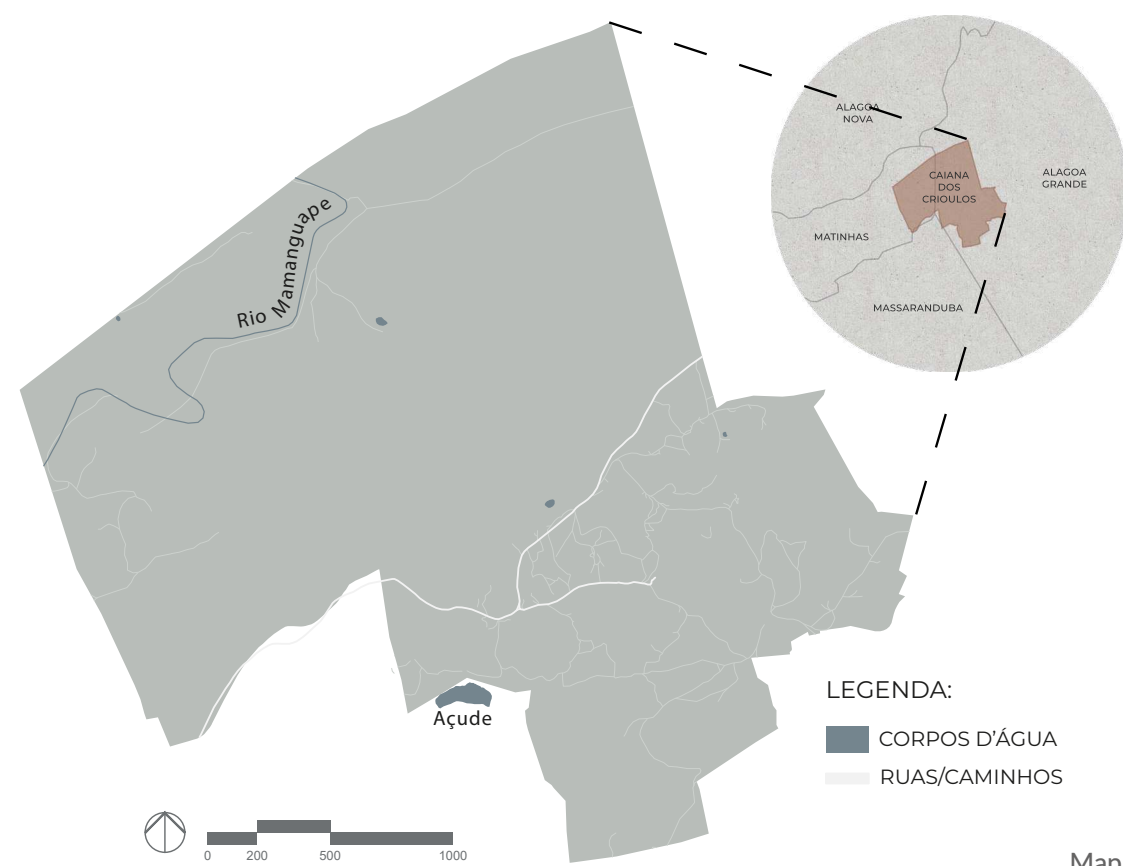 ALAGOA
NOVA
CAIANA
DOS
CRIOULOS
ALAGOA
GRANDE
MATINHAS
MASSARANDUBA
Rio Mamanguape
Açude
LEGENDA:
CORPOS D'ÁGUA
RUAS/CAMINHOS
0 200 500 1000